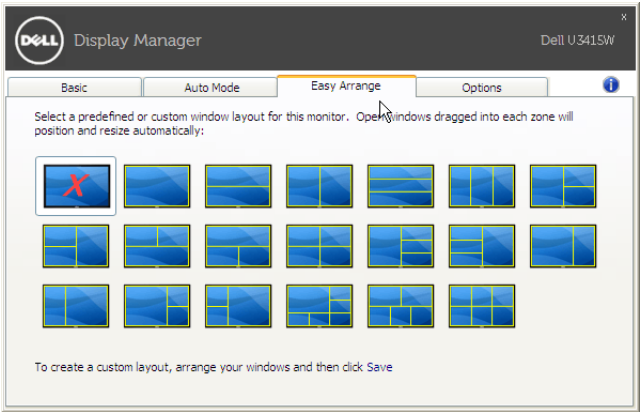 x
DELL Display Manager
Dell U3415W
Basic Auto Mode Easy Arrange Options i
Select a predefined or custom window layout for this monitor. Open windows dragged into each zone will
position and resize automatically:
To create a custom layout, arrange your windows and then click Save